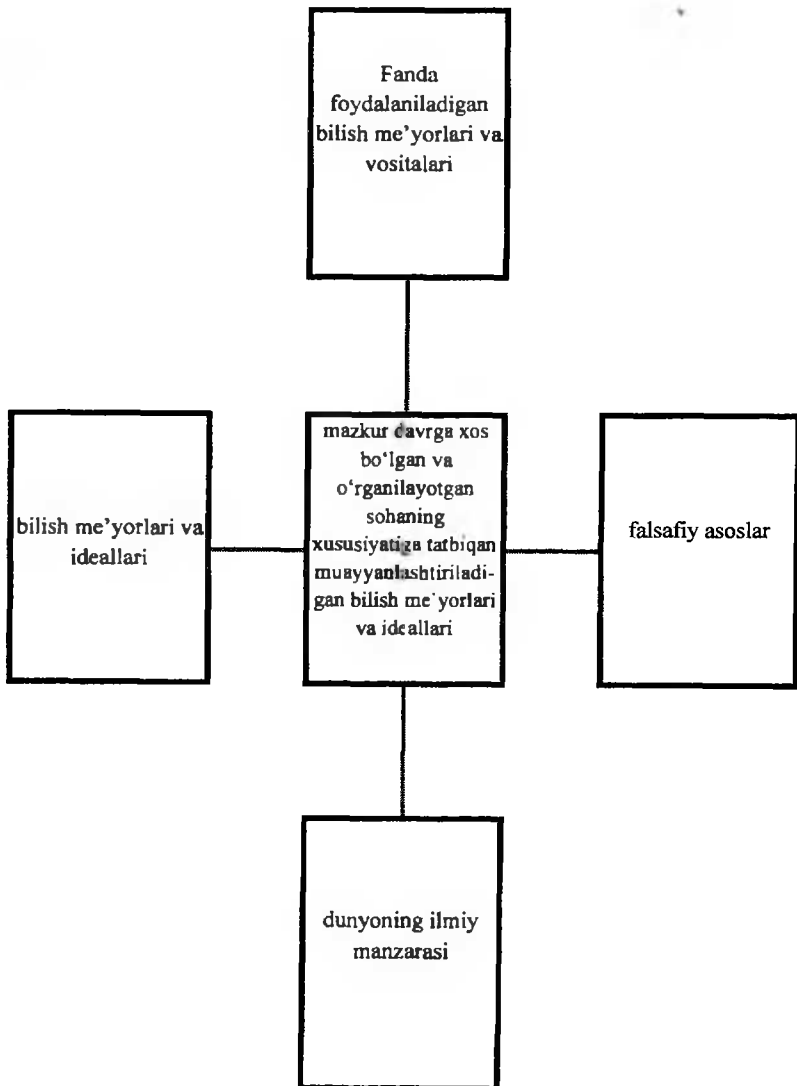 Fanda
foydalaniladigan
bilish me’yorlari va
vositalari
bilish me’yorlari va
ideallari
mazkur davrga xos
bo‘lgan va
o‘rganilayotgan
sohaning
xususiyatiga tatbiqan
muayyanlashtiriladi-
gan bilish me’yorlari
va ideallari
falsafiy asoslar
dunyoning ilmiy
manzarasi